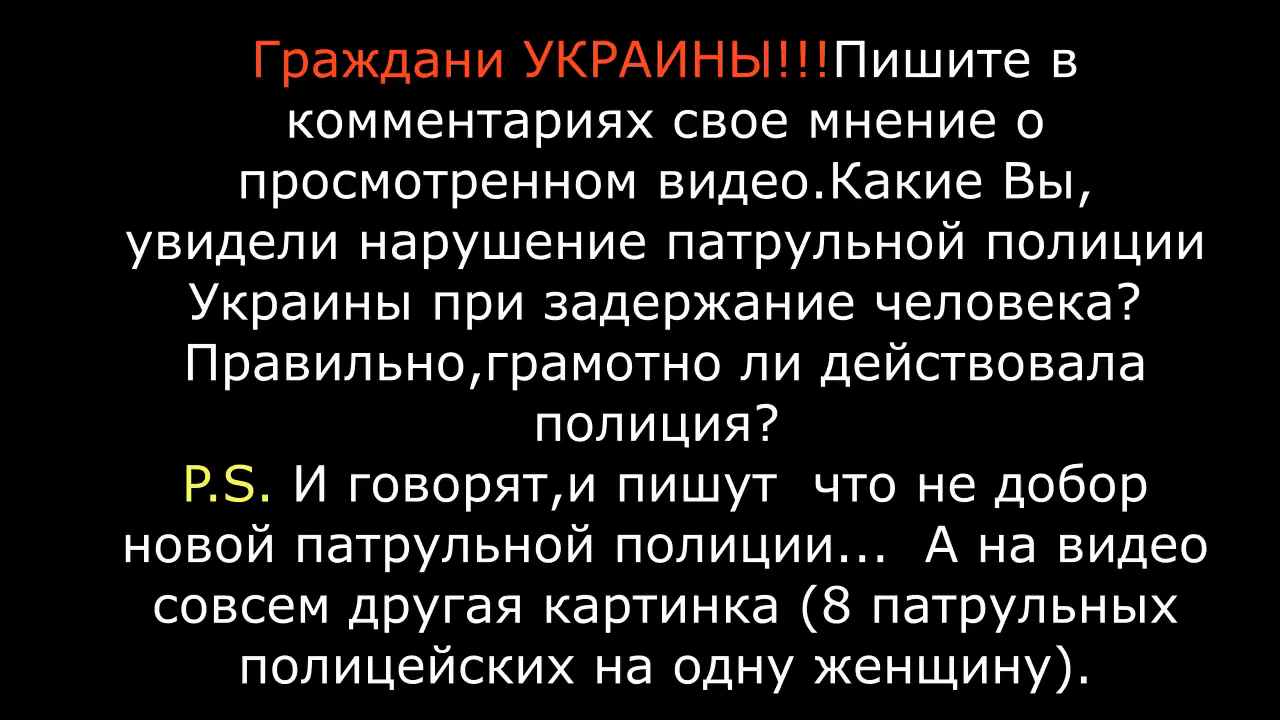 Граждани УКРАИНЫ!!!Пишите в
комментариях свое мнение о
просмотренном видео.Какие Вы,
увидели нарушение патрульной полиции
Украины при задержание человека?
Правильно,грамотно ли действовала
полиция?
P.S. И говорят,и пишут  что не добор
новой патрульной полиции...  А на видео
совсем другая картинка (8 патрульных
полицейских на одну женщину).